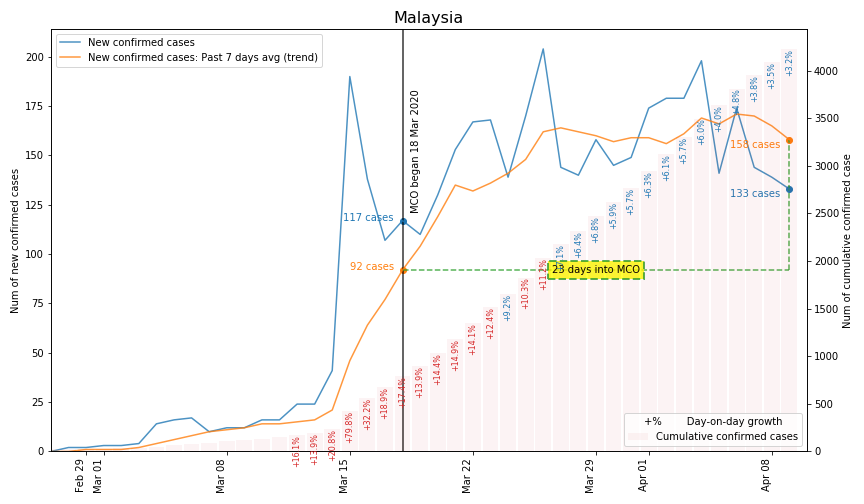 Malaysia
New confirmed cases
New confirmed cases: Past 7 days avg (trend)
MCO began 18 Mar 2020
117 cases
92 cases
23 days into MCO
158 cases
133 cases
+16.1%
+13.9%
+20.8%
+79.8%
+32.2%
+18.9%
+17.4%
+13.9%
+14.4%
+14.9%
+14.1%
+12.4%
+9.2%
+10.3%
+11.2%
+6.4%
+6.8%
+5.9%
+5.7%
+6.3%
+6.1%
+5.7%
+6.0%
+4.0%
+4.8%
+3.8%
+3.5%
+3.2%
+% Day-on-day growth
Cumulative confirmed cases
Num of new confirmed cases
0
25
50
75
100
125
150
175
200
Num of cumulative confirmed case
0
500
1000
1500
2000
2500
3000
3500
4000
Feb 29
Mar 01
Mar 08
Mar 15
Mar 22
Mar 29
Apr 01
Apr 08